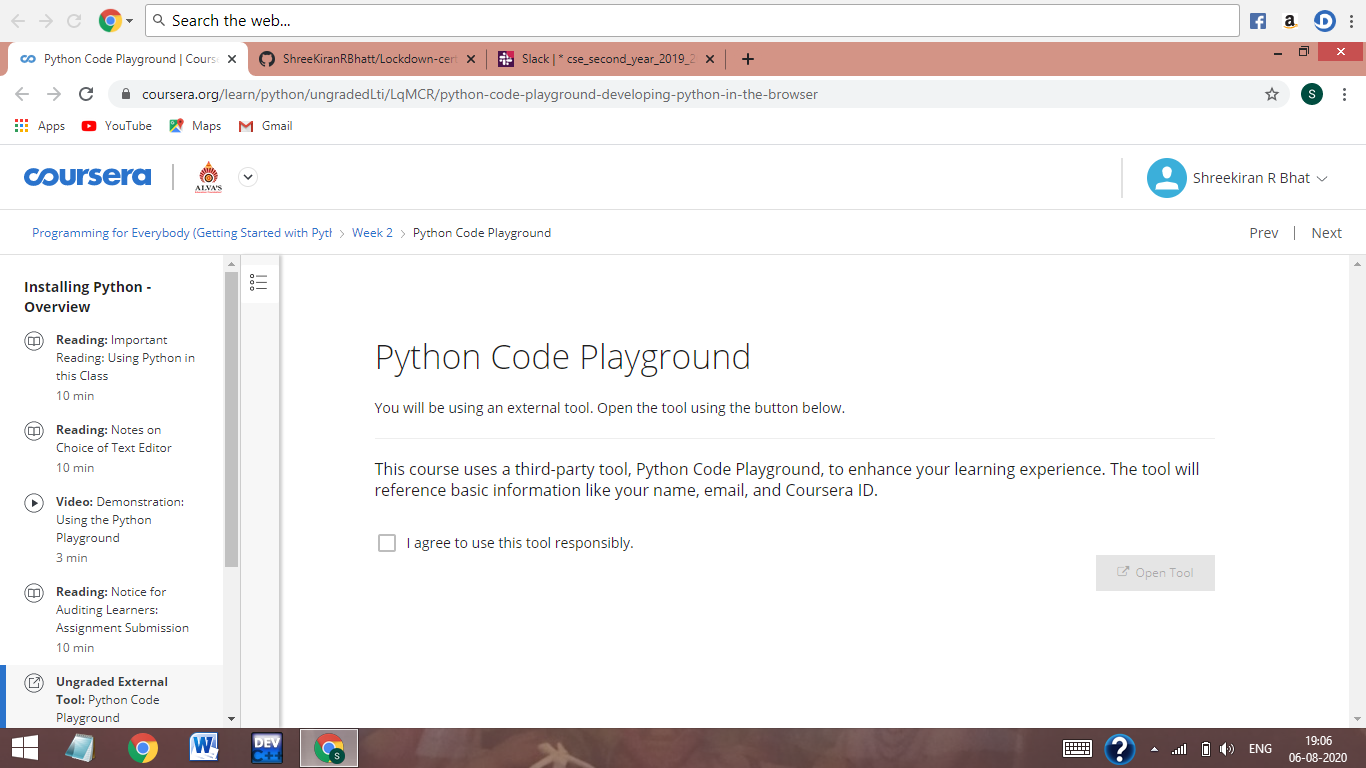 Search the web...
Python Code Playground | Cours
ShreeKiranRBhatt/Lockdown-cer
Slack | * cse_second_year_2019_2
coursera.org/learn/python/ungradedLti/LqMCR/python-code-playground-developing-python-in-the-browser
S
Apps
YouTube
Maps
Gmail
coursera
ALVA'S
Shreekiran R Bhat
Programming for Everybody (Getting Started with Pyth
Week 2
Python Code Playground
Prev
Next
Installing Python -
Overview
Reading: Important
Reading: Using Python in
this Class
10 min
Reading: Notes on
Choice of Text Editor
10 min
Video: Demonstration:
Using the Python
Playground
3 min
Reading: Notice for
Auditing Learners:
Assignment Submission
10 min
Ungraded External
Tool: Python Code
Playground
Python Code Playground
You will be using an external tool. Open the tool using the button below.
This course uses a third-party tool, Python Code Playground, to enhance your learning experience. The tool will
reference basic information like your name, email, and Coursera ID.
I agree to use this tool responsibly.
Open Tool
DEV
C++
S
ENG
19:06
06-08-2020